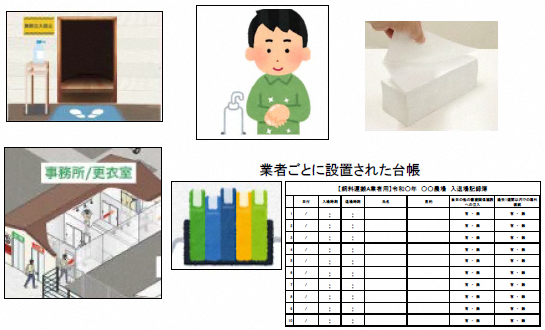 事務所/更衣室
業者ごとに設置された台帳
【飼料運搬A業者用】令和〇年 〇〇農場 入退場記録簿
日付 入場時刻 退場時刻 氏名 目的
1 / : : 有 ・ 無 有 ・ 無
2 / : : 有 ・ 無 有 ・ 無
3 / : : 有 ・ 無 有 ・ 無
4 / : : 有 ・ 無 有 ・ 無
5 / : : 有 ・ 無 有 ・ 無
6 / : : 有 ・ 無 有 ・ 無
7 / : : 有 ・ 無 有 ・ 無
8 / : : 有 ・ 無 有 ・ 無
9 / : : 有 ・ 無 有 ・ 無
10 / : : 有 ・ 無 有 ・ 無